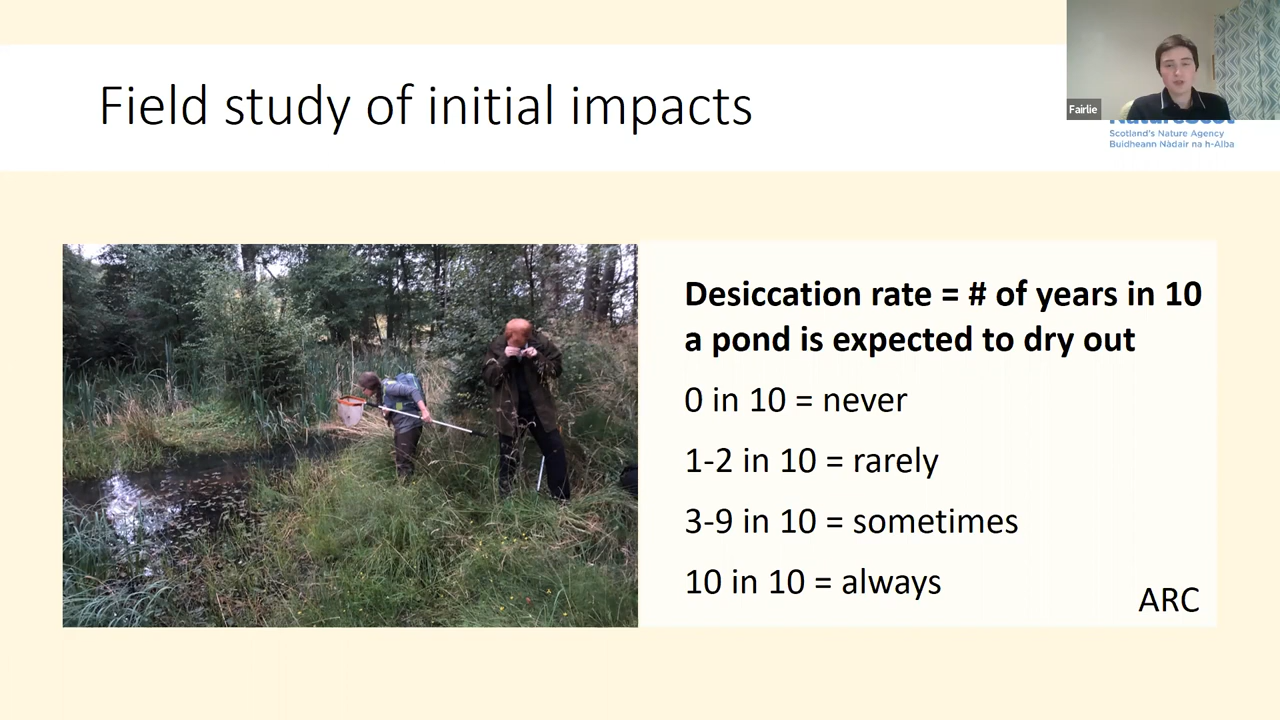 Field study of initial impacts
Fairlie
NatureScot
Scotland's Nature Agency
Buidheann Nàdair na h-Alba
Desiccation rate = # of years in 10
a pond is expected to dry out
0 in 10 = never
1-2 in 10 = rarely
3-9 in 10 = sometimes
10 in 10 = always
ARC